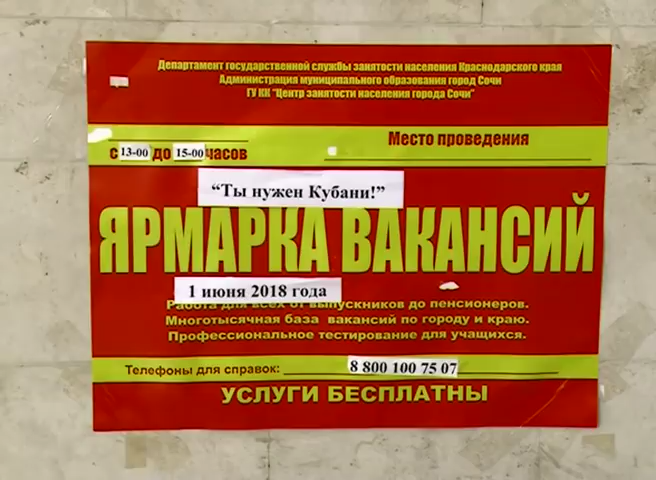 Департамент государственной службы занятости населения Краснодарского края
Администрация муниципального образования город Сочи
ГУ КК "Центр занятости населения города Сочи"
Место проведения
с 13-00 до 15-00 часов
“Ты нужен Кубани!”
ЯРМАРКА ВАКАНСИЙ
1 июня 2018 года
Работа для всех от выпускников до пенсионеров.
Многотысячная база вакансий по городу и краю.
Профессиональное тестирование для учащихся.
Телефоны для справок: 8 800 100 75 07
УСЛУГИ БЕСПЛАТНЫ